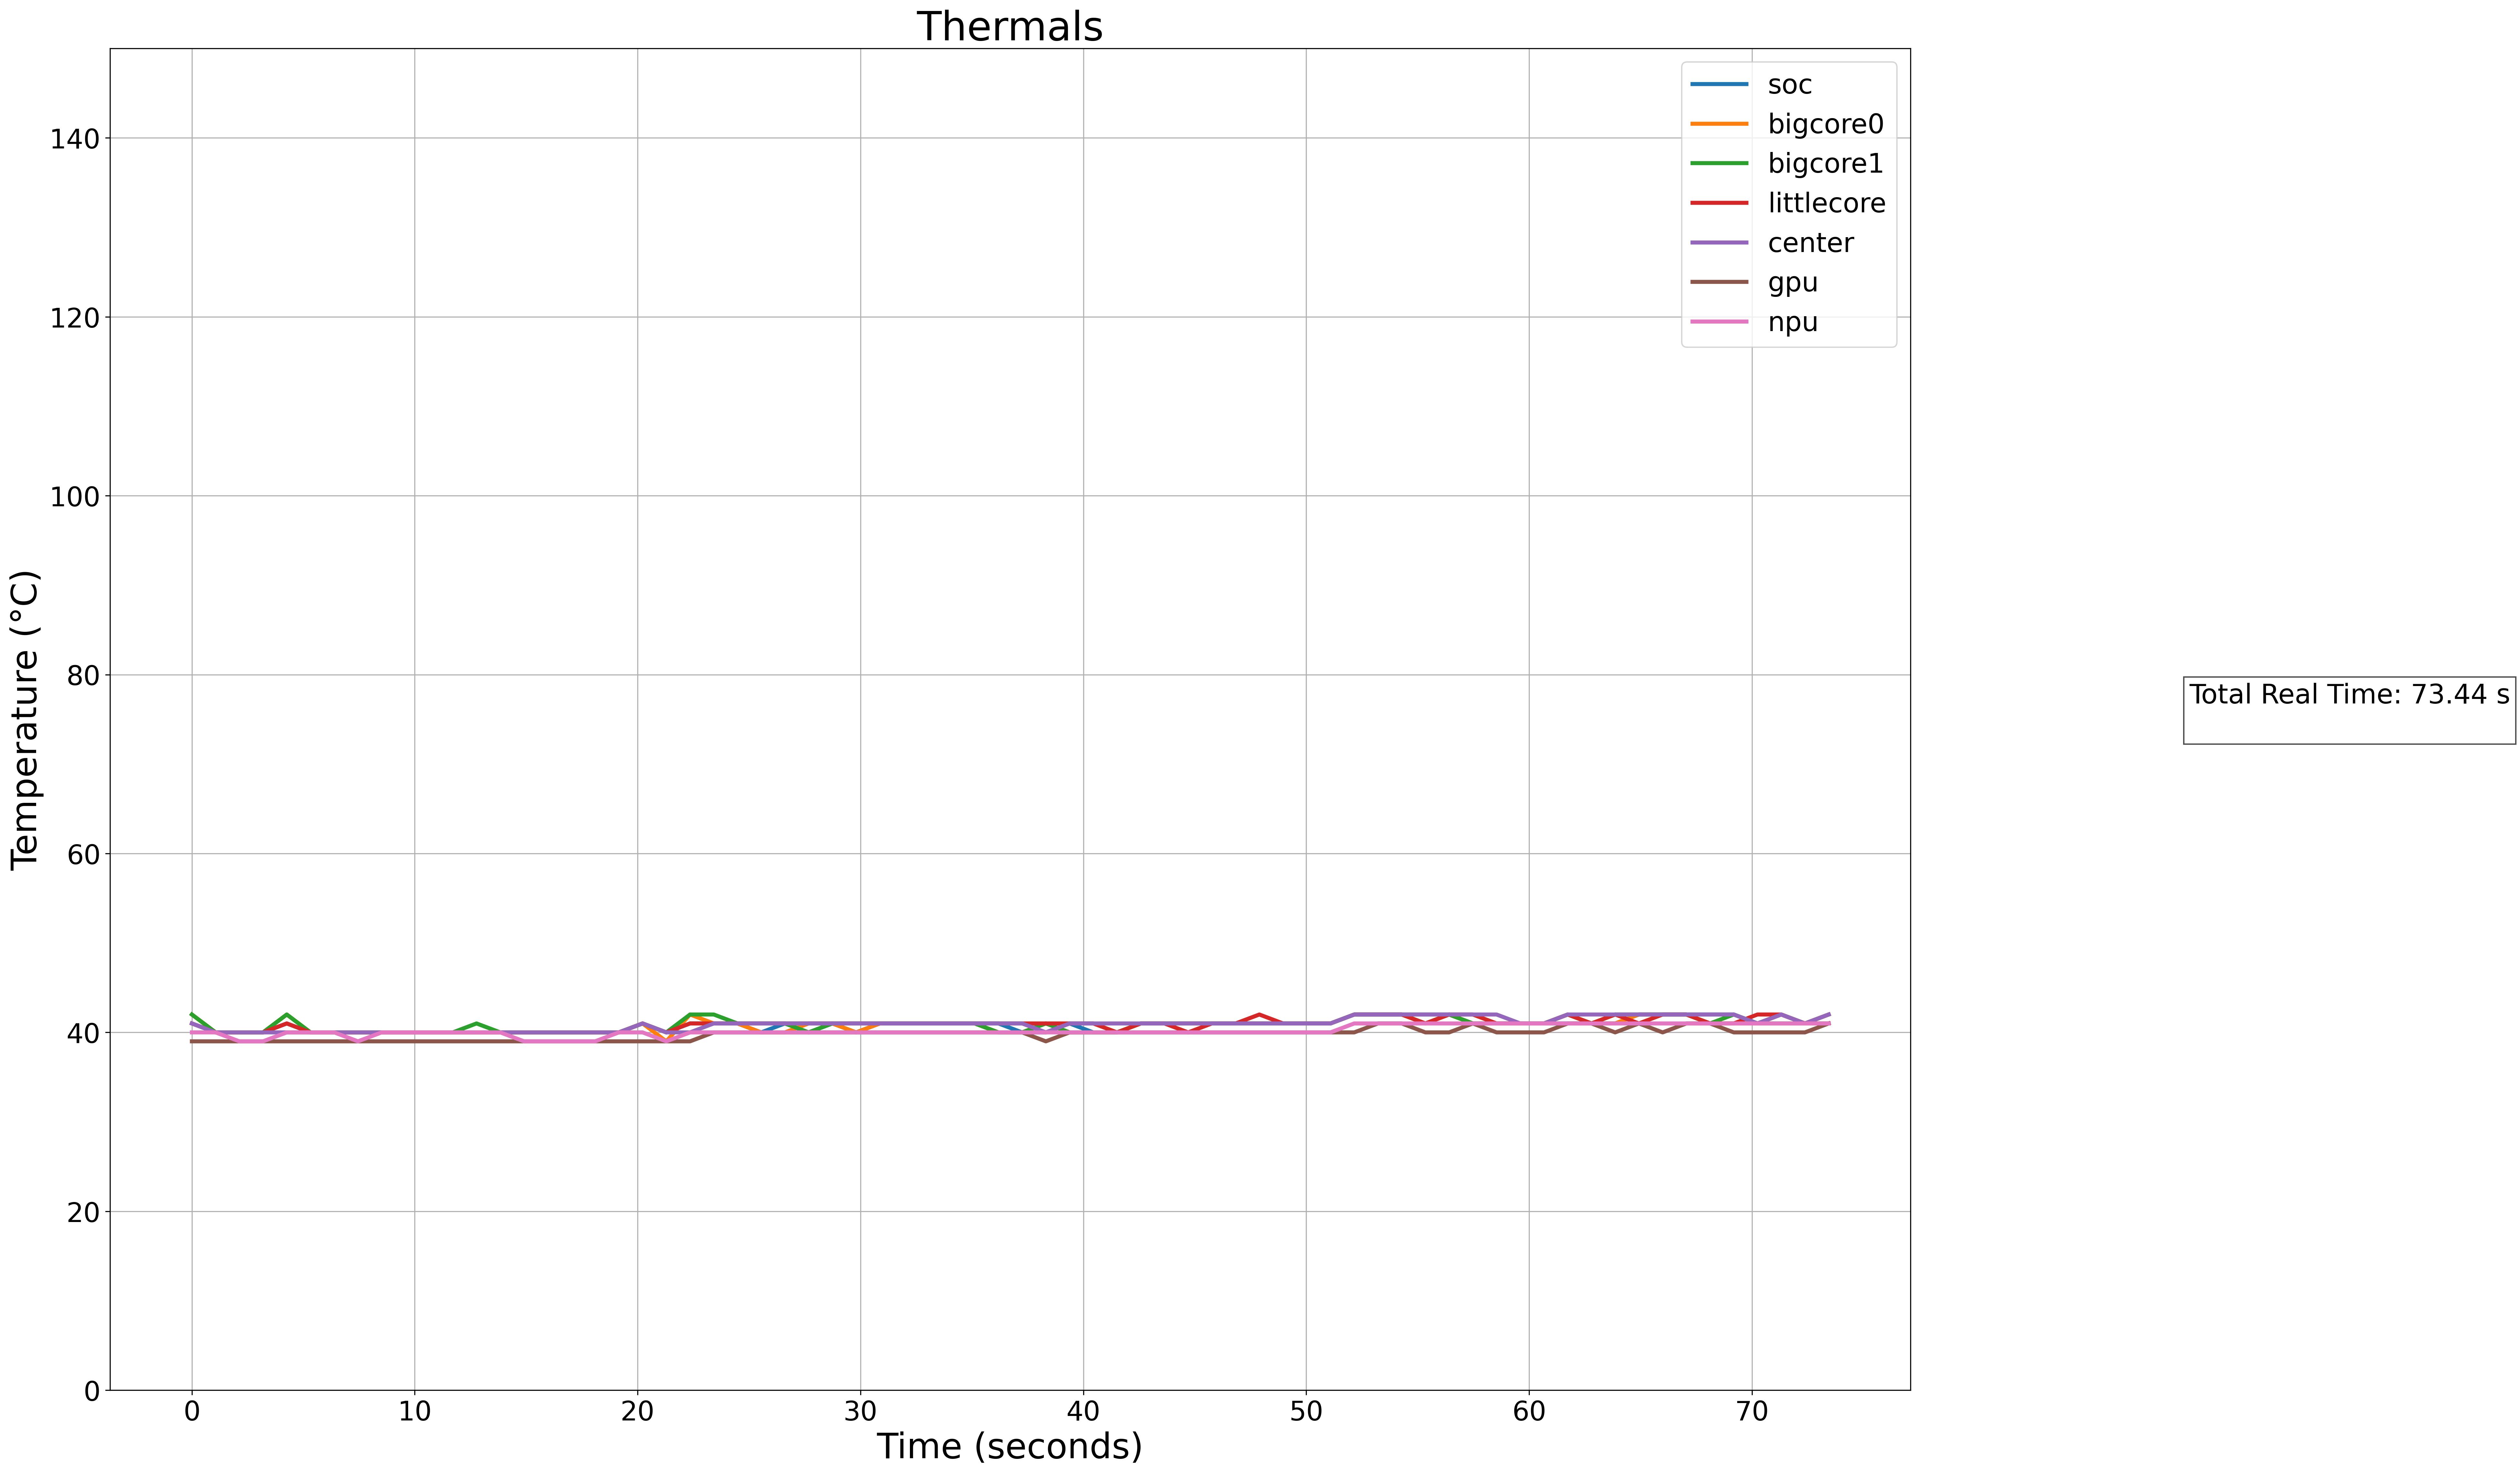 Thermals
Temperature (°C)
140
120
100
80
60
40
20
0
0 10 20 30 40 50 60 70
Time (seconds)
soc
bigcore0
bigcore1
littlecore
center
gpu
npu
Total Real Time: 73.44 s